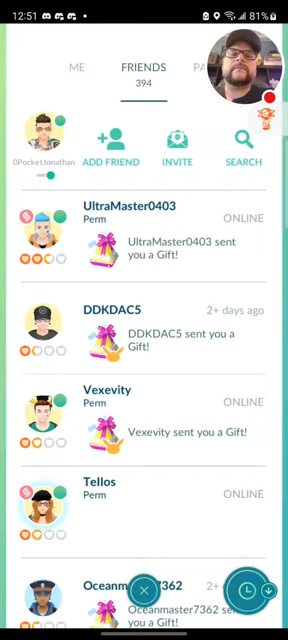 12:51
81%
ME
FRIENDS
394
0PocketJonathan
ADD FRIEND
INVITE
SEARCH
UltraMaster0403
Perm
ONLINE
UltraMaster0403 sent
you a Gift!
DDKDAC5
2+ days ago
DDKDAC5 sent you a
Gift!
Vexevity
Perm
ONLINE
Vexevity sent you a Gift!
Tellos
Perm
ONLINE
Oceanmaster7362
2+
Oceanmaster7362 sent
you a Gift!